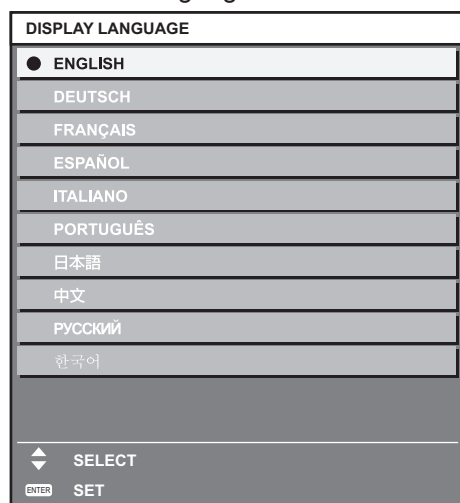 DISPLAY LANGUAGE
ENGLISH
DEUTSCH
FRANÇAIS
ESPAÑOL
ITALIANO
PORTUGUÊS
日本語
中文
РУССКИЙ
한국어
SELECT
ENTER SET